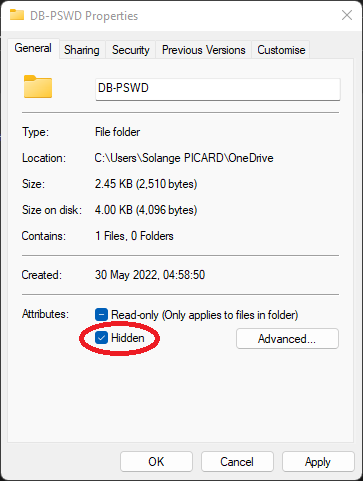 DB-PSWD Properties
General Sharing Security Previous Versions Customise
DB-PSWD
Type: File folder
Location: C:\Users\Solange PICARD\OneDrive
Size: 2.45 KB (2,510 bytes)
Size on disk: 4.00 KB (4,096 bytes)
Contains: 1 Files, 0 Folders
Created: 30 May 2022, 04:58:50
Attributes: Read-only (Only applies to files in folder)
Hidden Advanced...
OK Cancel Apply